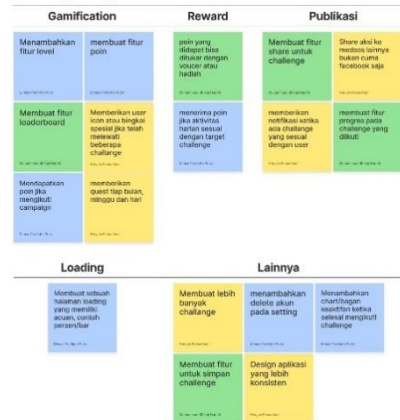 Gamification
Reward
Publikasi
Menambahkan
fitur level
membuat fitur
poin
poin yang
didapat bisa
ditukar dengan
voucer atau
hadiah
Membuat fitur
share untuk
challenge
Share aksi ke
medsos lainnya
bukan cuma
facebook saja
Membuat fitur
leaderboard
Memberikan user
icon atau bingkai
spesial jika telah
melewati
beberapa
challange
menerima poin
jika aktivitas
harian sesuai
dengan target
challenge
memberikan
notifikasi ketika
ada challange
yang sesuai
dengan user
membuat fitur
progres pada
challenge yang
diikuti
Mendapatkan
poin jika
mengikuti
campaign
memberikan
quest tiap bulan,
minggu dan hari
Loading
Lainnya
Membuat sebuah
halaman loading
yang memiliki
acuan, contoh
persen/bar
Membuat lebih
banyak
challange
menambahkan
delete akun
pada setting
Menambahkan
chart/bagan
keaktifan ketika
selesai mengikuti
challenge
Membuat fitur
untuk simpan
challenge
Design aplikasi
yang lebih
konsisten